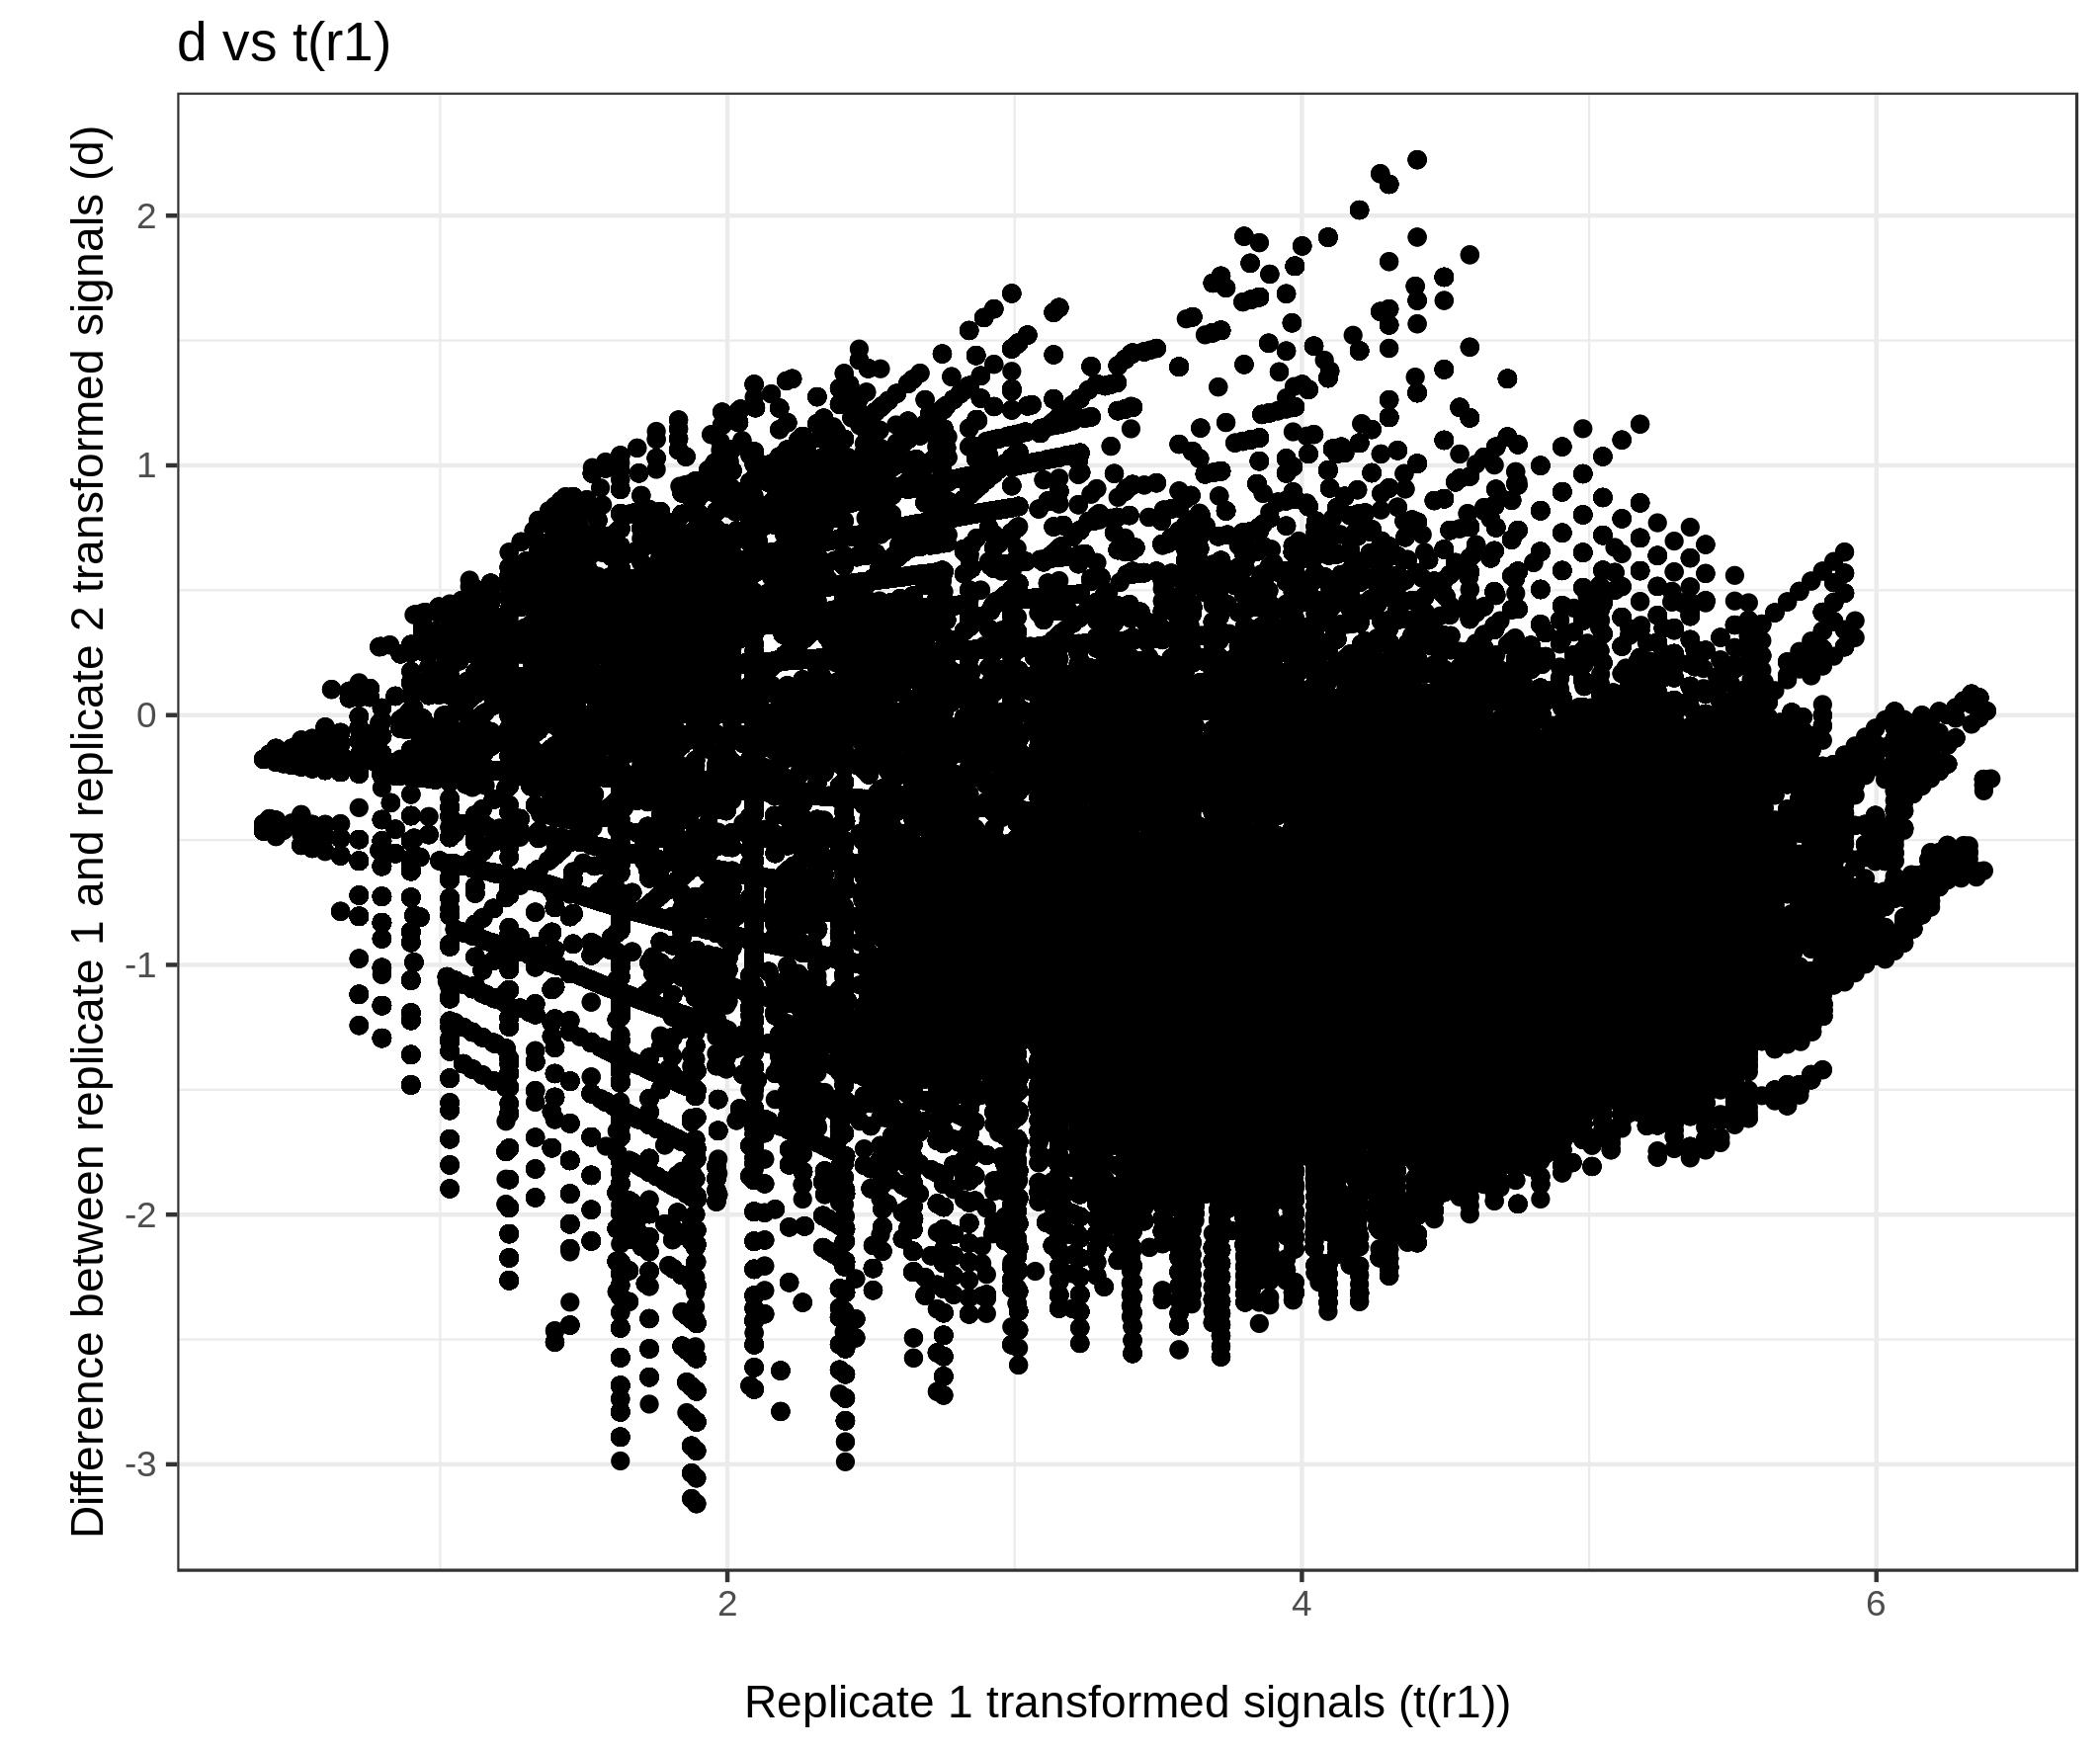 d vs t(r1)
Difference between replicate 1 and replicate 2 transformed signals (d)
2
1
0
-1
-2
-3
2 4 6
Replicate 1 transformed signals (t(r1))